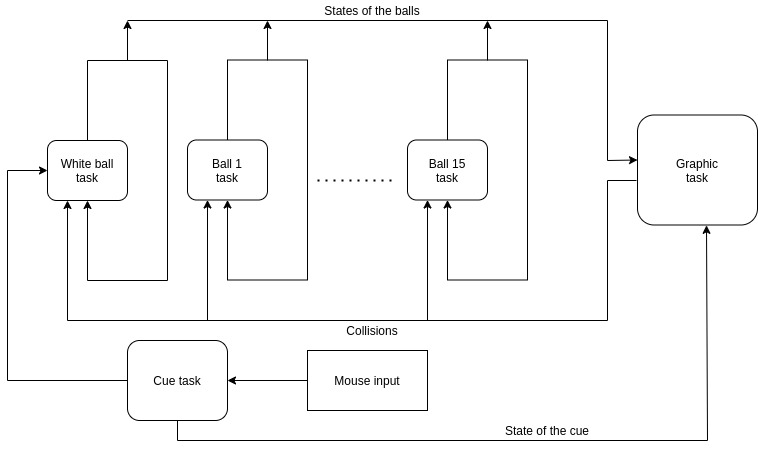 States of the balls
White ball
task
Ball 1
task
..........
Ball 15
task
Graphic
task
Collisions
Cue task
Mouse input
State of the cue